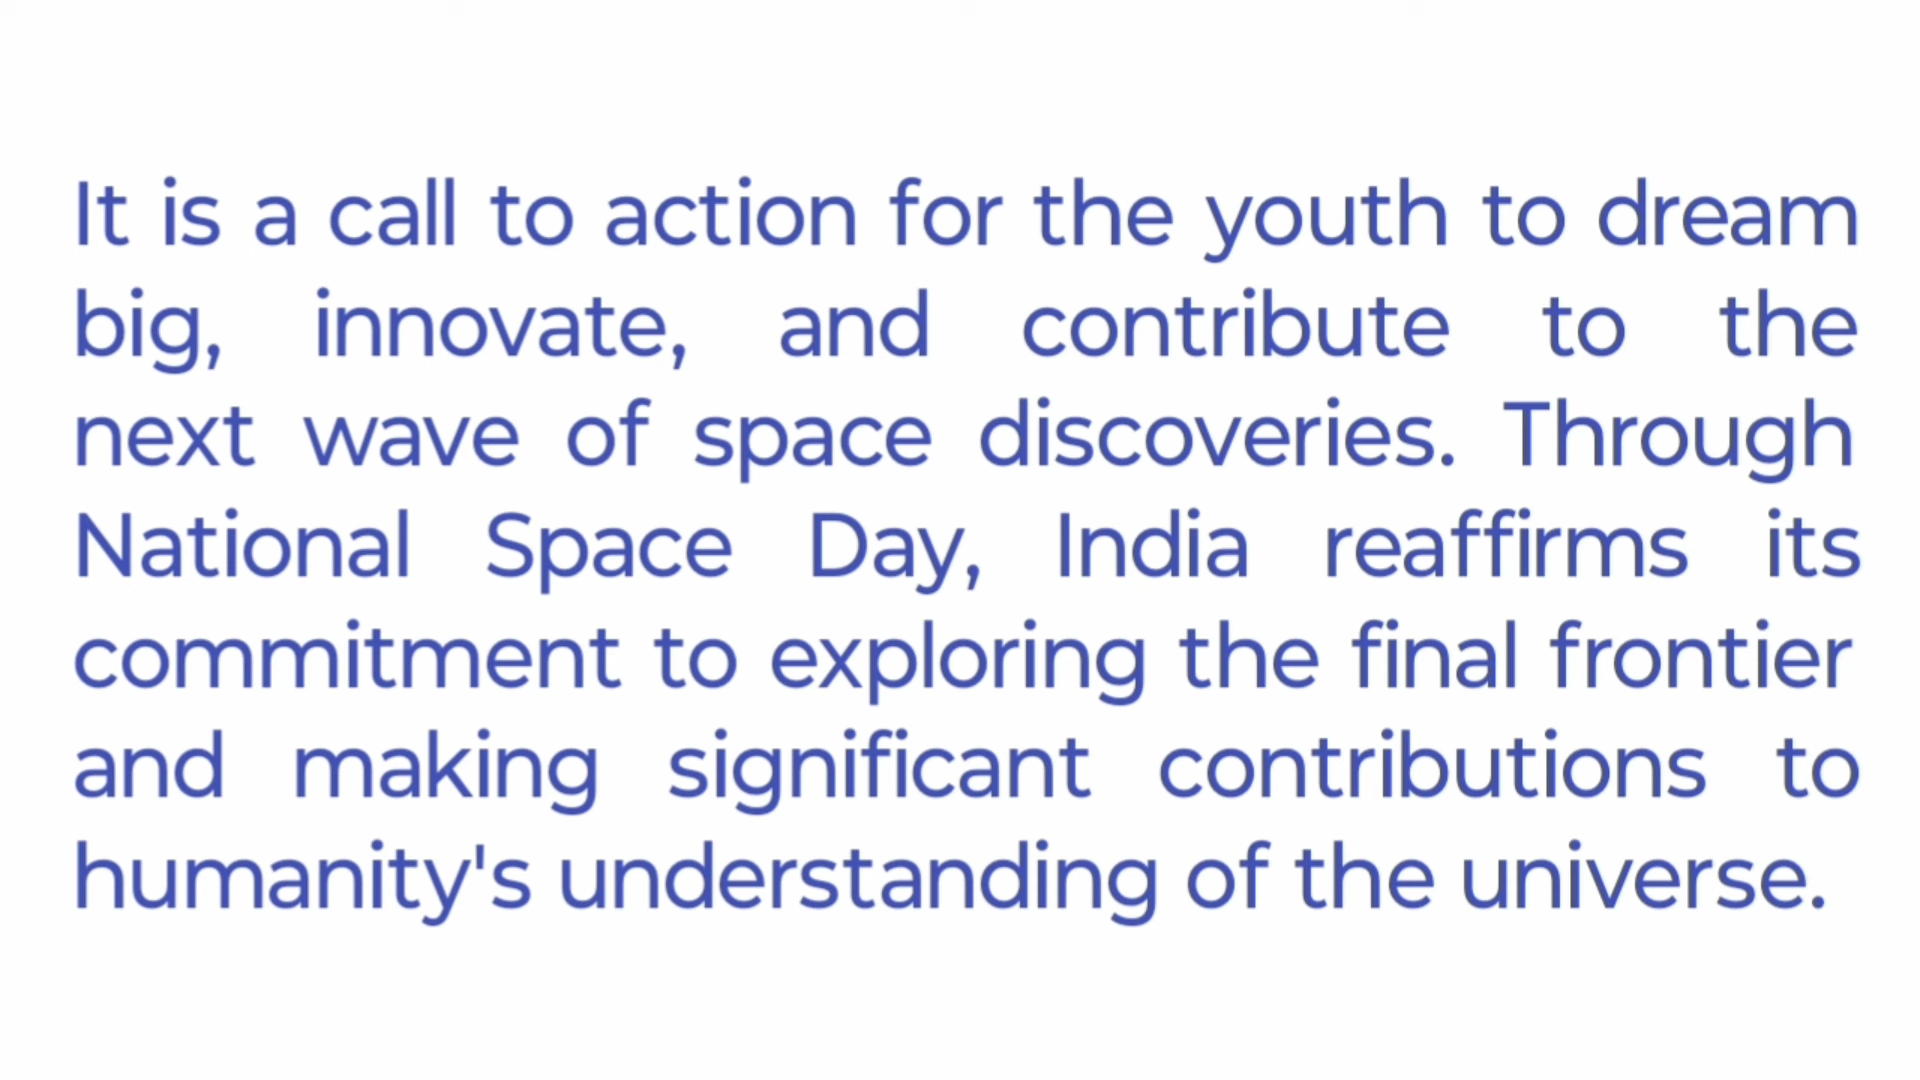 It is a call to action for the youth to dream
big, innovate, and contribute to the
next wave of space discoveries. Through
National Space Day, India reaffirms its
commitment to exploring the final frontier
and making significant contributions to
humanity's understanding of the universe.